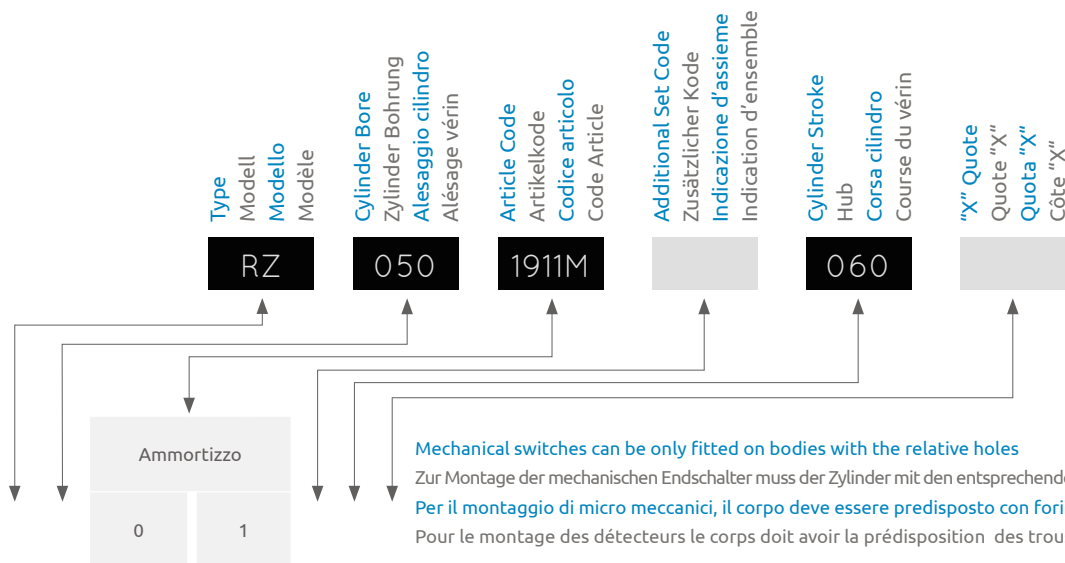 Type
Modell
Modello
Modèle
Cylinder Bore
Zylinder Bohrung
Alesaggio cilindro
Alésage vérin
Article Code
Artikelkode
Codice articolo
Code Article
Additional Set Code
Zusätzlicher Kode
Indicazione d'assieme
Indication d'ensemble
Cylinder Stroke
Hub
Corsa cilindro
Course du vérin
"X" Quote
Quote "X"
Quota "X"
Côte "X"
RZ 050 1911M 060
Ammortizzo
0 1
Mechanical switches can be only fitted on bodies with the relative holes
Zur Montage der mechanischen Endschalter muss der Zylinder mit den entsprechende
Per il montaggio di micro meccanici, il corpo deve essere predisposto con fori
Pour le montage des détecteurs le corps doit avoir la prédisposition des trou